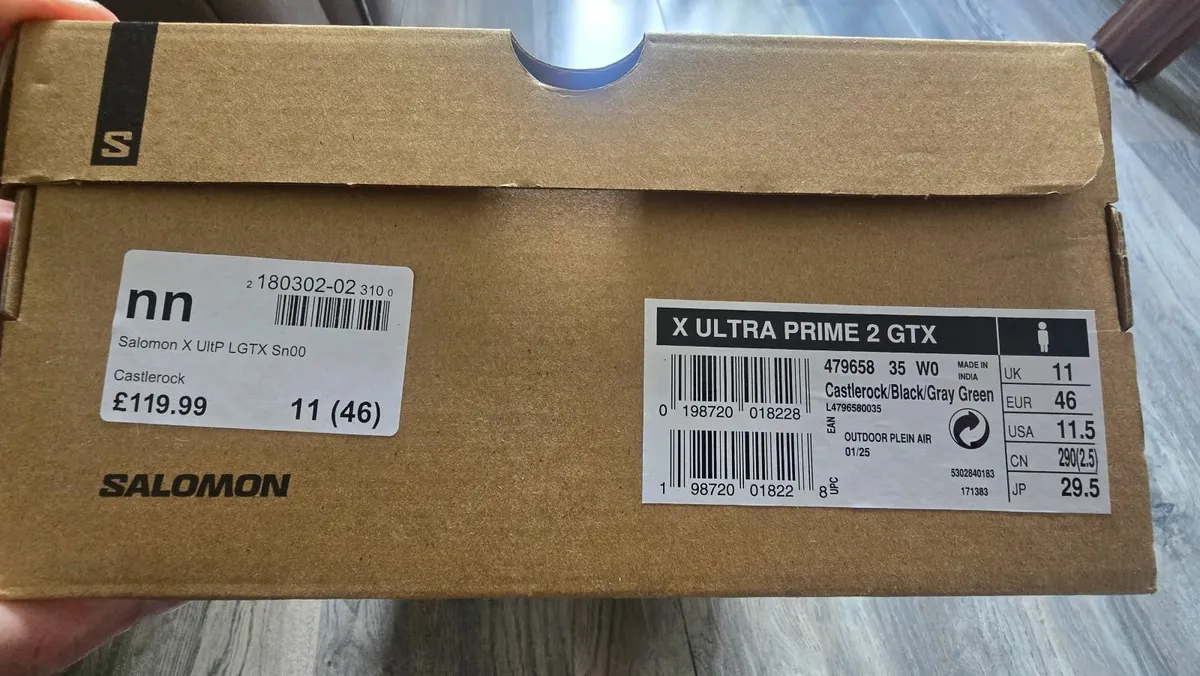 S
nn
2 180302-02 310 0
Salomon X UltP LGTX Sn00
Castlerock
£119.99 11 (46)
SALOMON
X ULTRA PRIME 2 GTX
479658 35 W0 MADE IN
INDIA
Castlerock/Black/Gray Green
L4796580035
0 198720 018228
EAN
OUTDOOR PLEIN AIR
01/25
1 98720 01822 8
UPC
5302840183
171383
UK 11
EUR 46
USA 11.5
CN 290(2.5)
JP 29.5